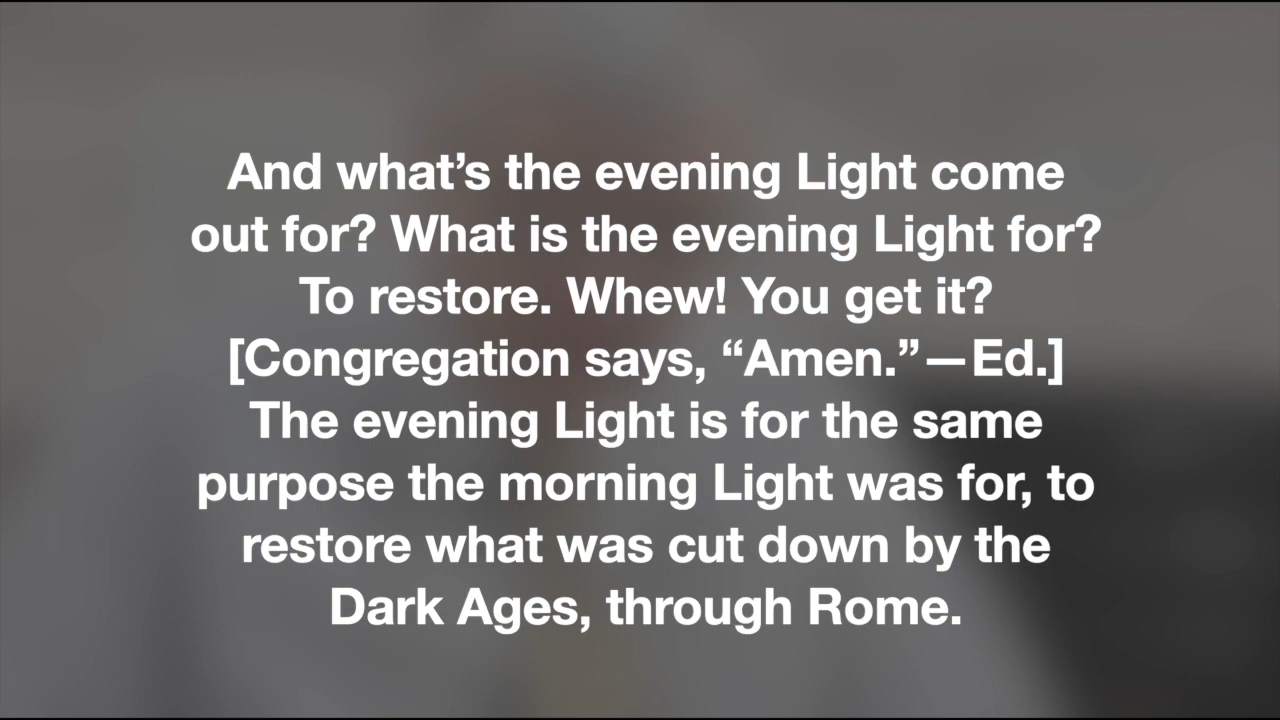 And what’s the evening Light come
out for? What is the evening Light for?
To restore. Whew! You get it?
[Congregation says, “Amen.”—Ed.]
The evening Light is for the same
purpose the morning Light was for, to
restore what was cut down by the
Dark Ages, through Rome.